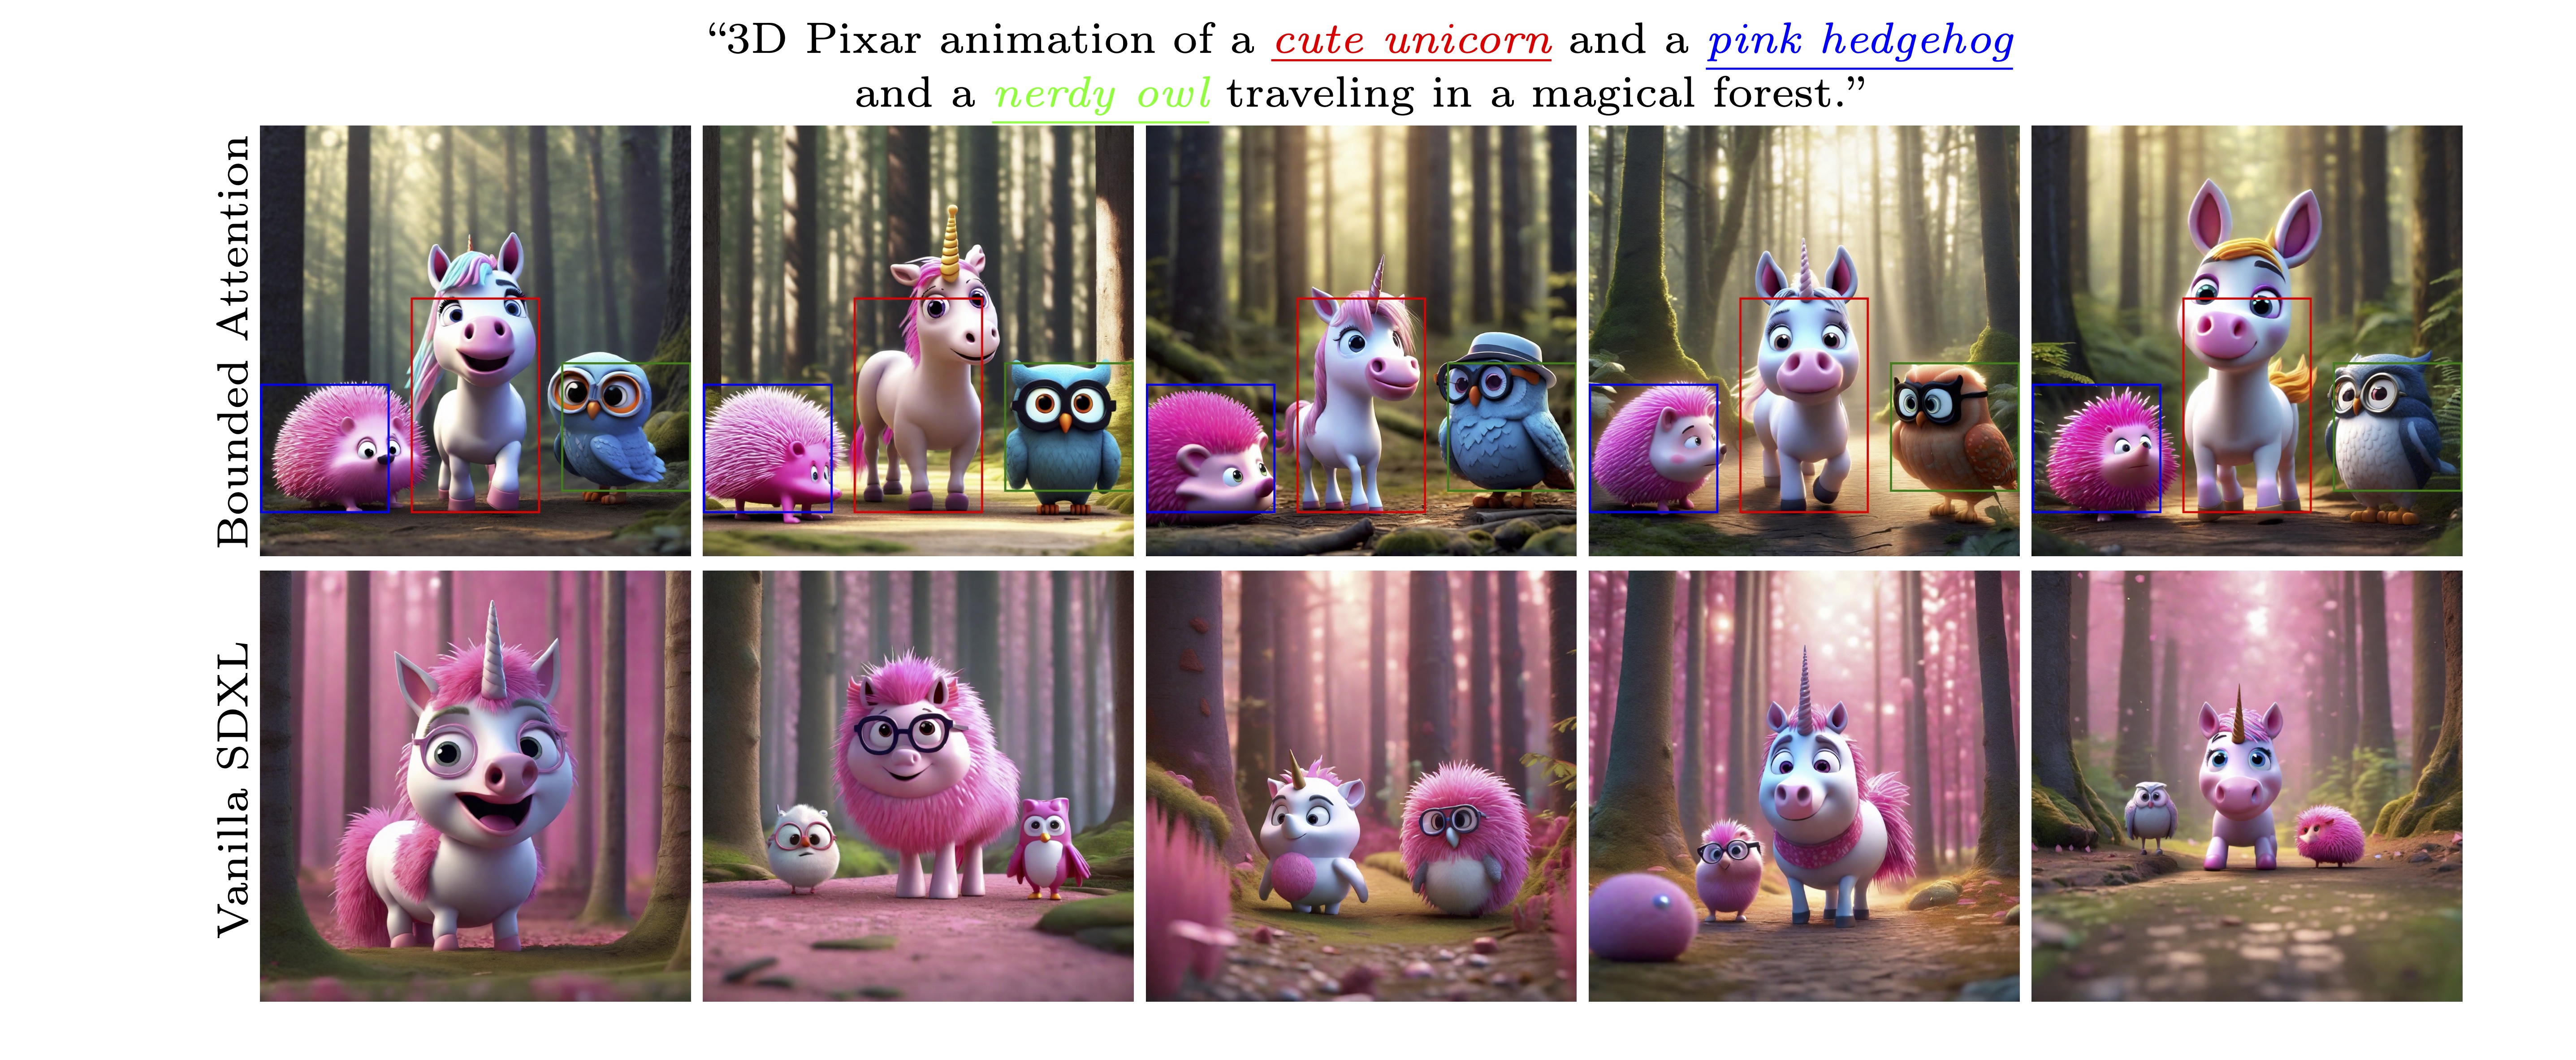 “3D Pixar animation of a cute unicorn and a pink hedgehog
and a nerdy owl traveling in a magical forest.”
Bounded Attention
Vanilla SDXL